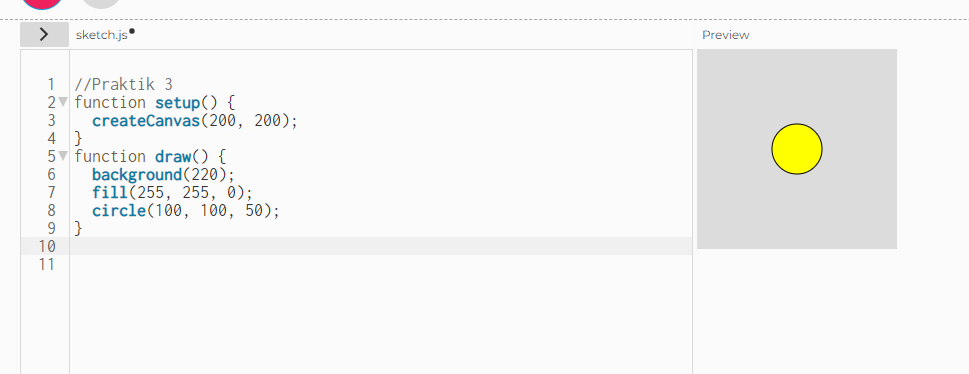 sketch.js
Preview
1 //Praktik 3
2 function setup() {
3   createCanvas(200, 200);
4 }
5 function draw() {
6   background(220);
7   fill(255, 255, 0);
8   circle(100, 100, 50);
9 }
10
11